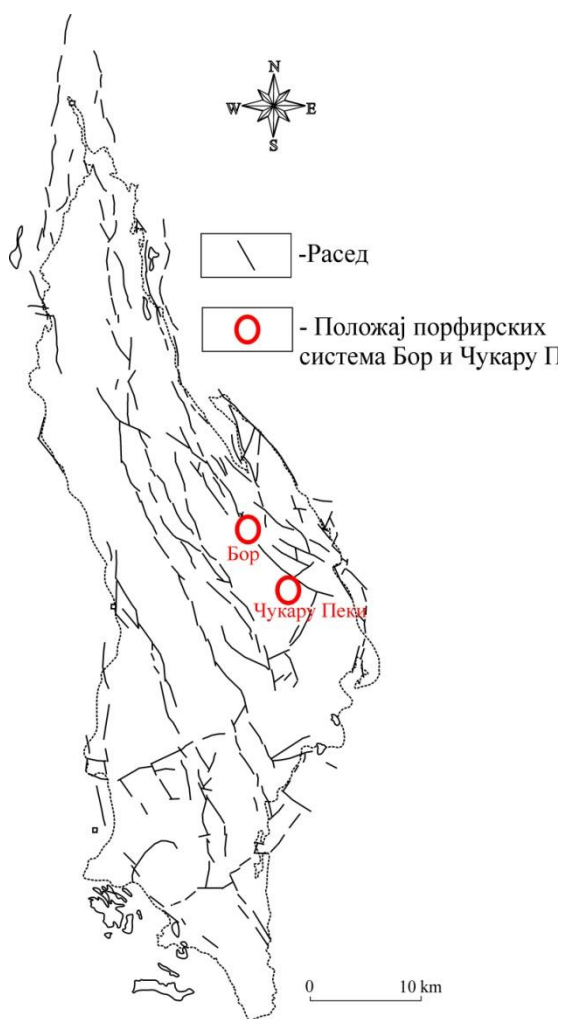 N
W E
S
-Расед
- Положај порфирских
система Бор и Чукару П
Бор
Чукару Пеки
0 10 km